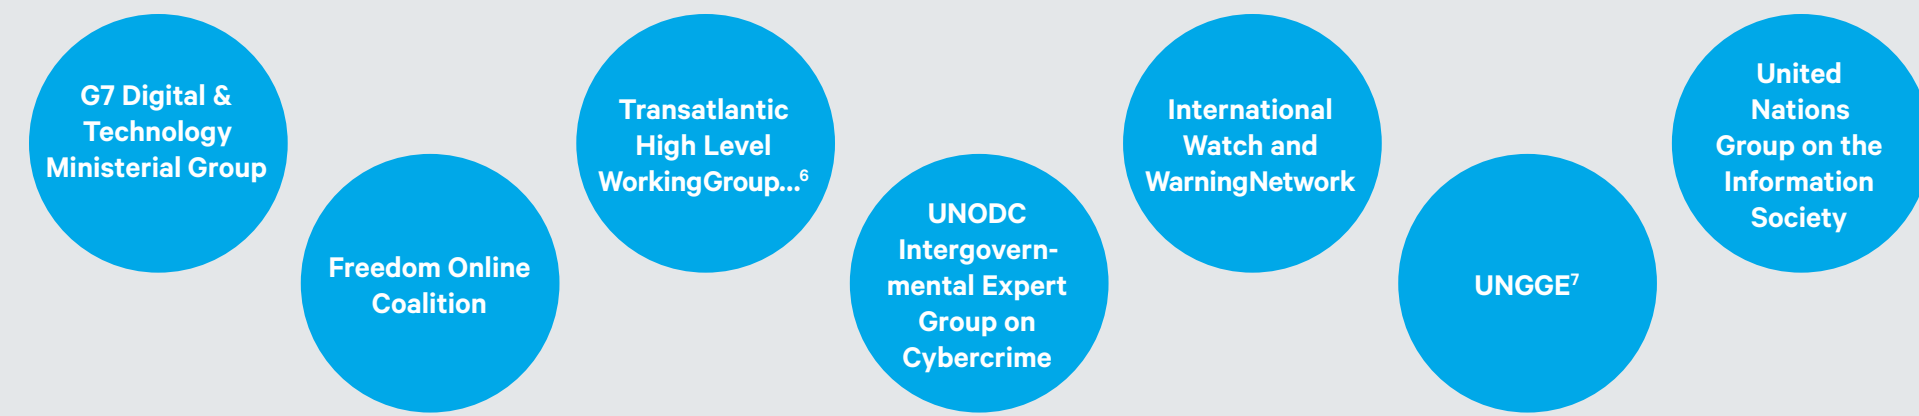 G7 Digital &
Technology
Ministerial Group
Freedom Online
Coalition
Transatlantic
High Level
WorkingGroup...⁶
UNODC
Intergovern-
mental Expert
Group on
Cybercrime
International
Watch and
WarningNetwork
UNGGE⁷
United
Nations
Group on the
Information
Society